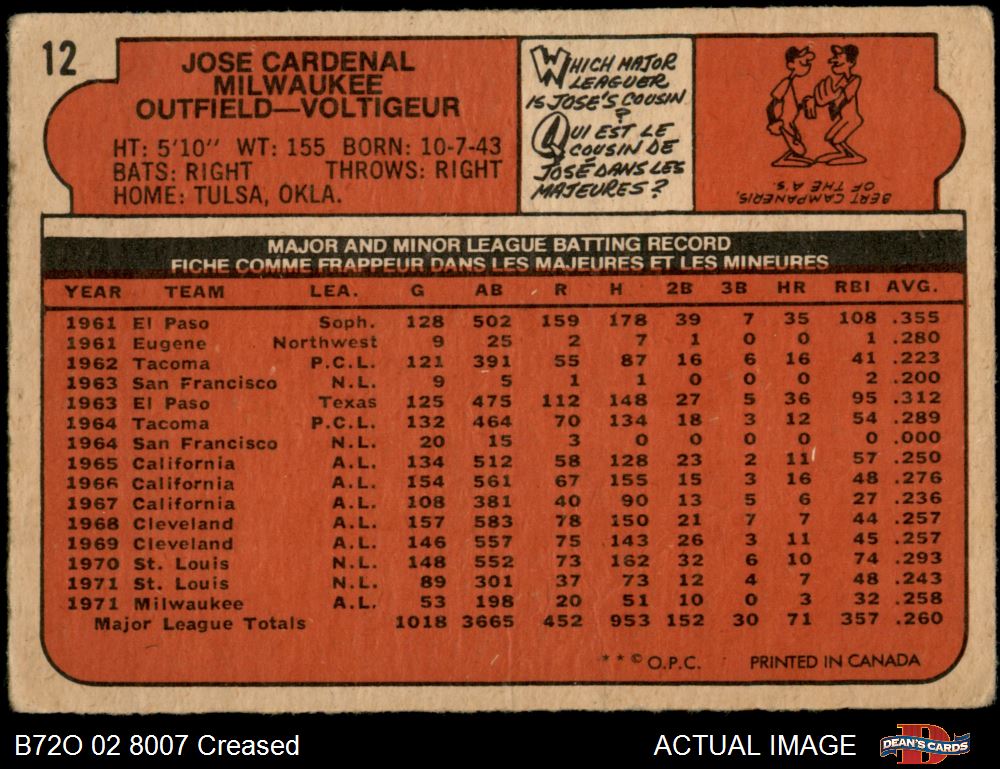 12
JOSE CARDENAL
MILWAUKEE
OUTFIELD—VOLTIGEUR
HT: 5'10" WT: 155 BORN: 10-7-43
BATS: RIGHT THROWS: RIGHT
HOME: TULSA, OKLA.
WHICH MAJOR
LEAGUER
IS JOSE'S COUSIN
?
QUI EST LE
COUSIN DE
JOSÉ DANS LES
MAJEURES?
BERT CAMPANERIS,
OF THE A'S.
MAJOR AND MINOR LEAGUE BATTING RECORD
FICHE COMME FRAPPEUR DANS LES MAJEURES ET LES MINEURES
YEAR TEAM LEA. G AB R H 2B 3B HR RBI AVG.
1961 El Paso Soph. 128 502 159 178 39 7 35 108 .355
1961 Eugene Northwest 9 25 2 7 1 0 0 1 .280
1962 Tacoma P.C.L. 121 391 55 87 16 6 16 41 .223
1963 San Francisco N.L. 9 5 1 1 0 0 0 2 .200
1963 El Paso Texas 125 475 112 148 27 5 36 95 .312
1964 Tacoma P.C.L. 132 464 70 134 18 3 12 54 .289
1964 San Francisco N.L. 20 15 3 0 0 0 0 0 .000
1965 California A.L. 134 512 58 128 23 2 11 57 .250
1966 California A.L. 154 561 67 155 15 3 16 48 .276
1967 California A.L. 108 381 40 90 13 5 6 27 .236
1968 Cleveland A.L. 157 583 78 150 21 7 7 44 .257
1969 Cleveland A.L. 146 557 75 143 26 3 11 45 .257
1970 St. Louis N.L. 148 552 73 162 32 6 10 74 .293
1971 St. Louis N.L. 89 301 37 73 12 4 7 48 .243
1971 Milwaukee A.L. 53 198 20 51 10 0 3 32 .258
Major League Totals 1018 3665 452 953 152 30 71 357 .260
* * © O.P.C. PRINTED IN CANADA
B72O 02 8007 Creased
ACTUAL IMAGE
B
DEAN'S CARDS